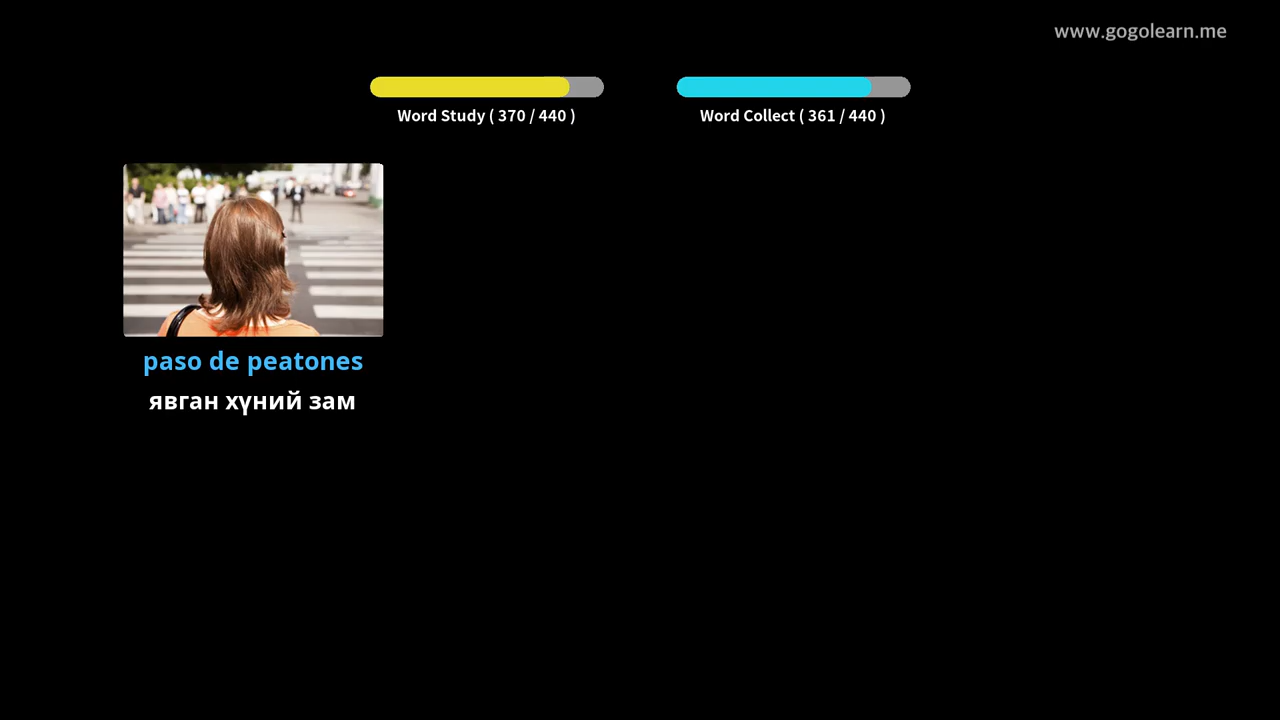 www.gogolearn.me
Word Study ( 370 / 440 )
Word Collect ( 361 / 440 )
paso de peatones
явган хүний зам